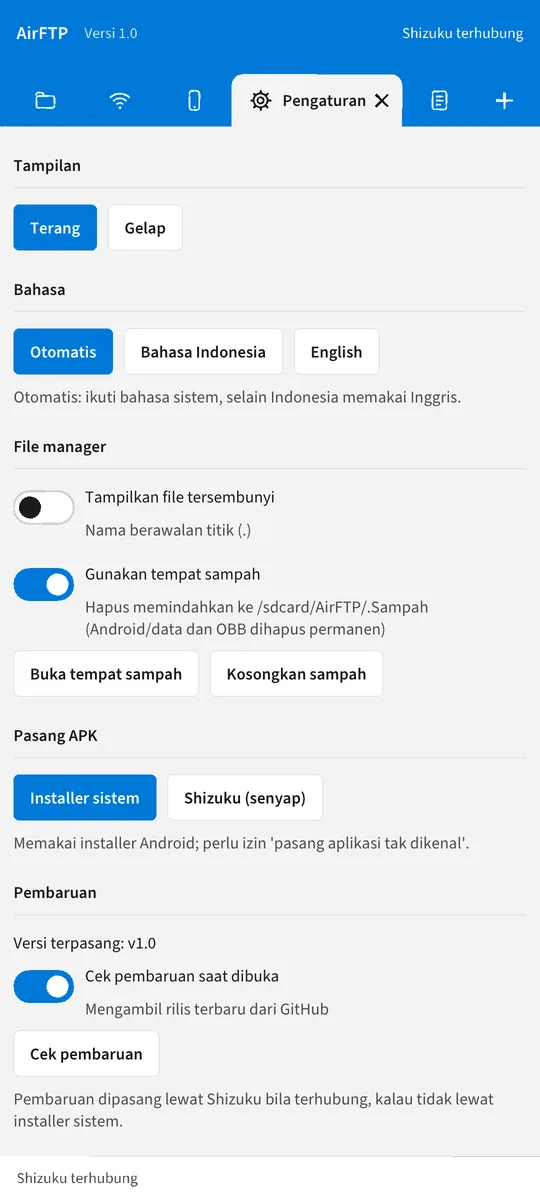 AirFTP Versi 1.0 Shizuku terhubung
Pengaturan
Tampilan
Terang Gelap
Bahasa
Otomatis Bahasa Indonesia English
Otomatis: ikuti bahasa sistem, selain Indonesia memakai Inggris.
File manager
Tampilkan file tersembunyi
Nama berawalan titik (.)
Gunakan tempat sampah
Hapus memindahkan ke /sdcard/AirFTP/.Sampah
(Android/data dan OBB dihapus permanen)
Buka tempat sampah Kosongkan sampah
Pasang APK
Installer sistem Shizuku (senyap)
Memakai installer Android; perlu izin 'pasang aplikasi tak dikenal'.
Pembaruan
Versi terpasang: v1.0
Cek pembaruan saat dibuka
Mengambil rilis terbaru dari GitHub
Cek pembaruan
Pembaruan dipasang lewat Shizuku bila terhubung, kalau tidak lewat
installer sistem.
Shizuku terhubung